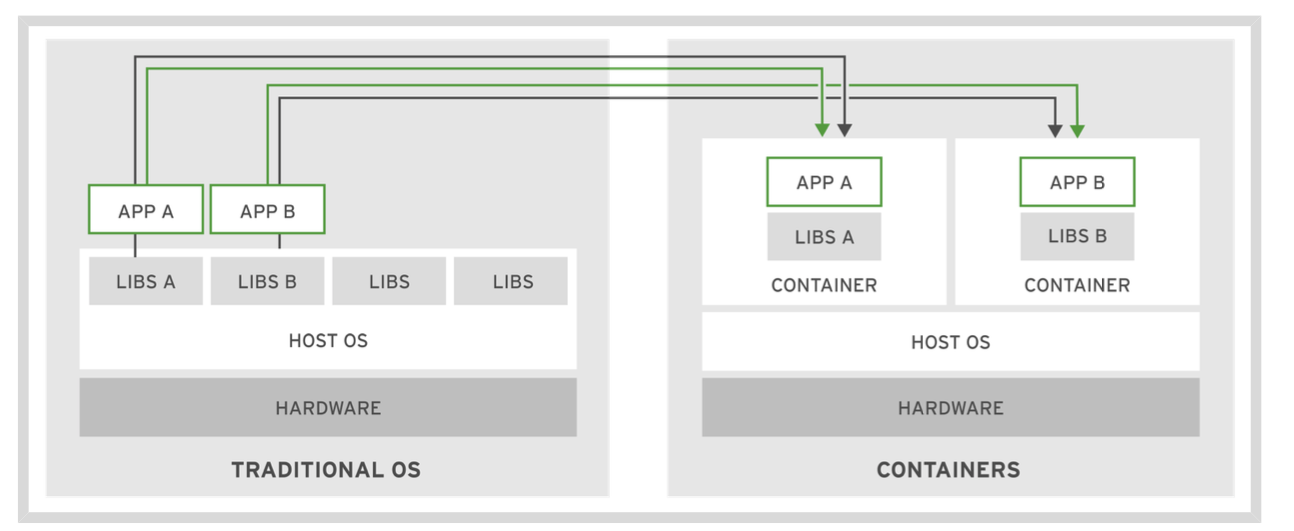 APP A
APP B
LIBS A
LIBS B
LIBS
LIBS
HOST OS
HARDWARE
TRADITIONAL OS
APP A
LIBS A
CONTAINER
APP B
LIBS B
CONTAINER
HOST OS
HARDWARE
CONTAINERS